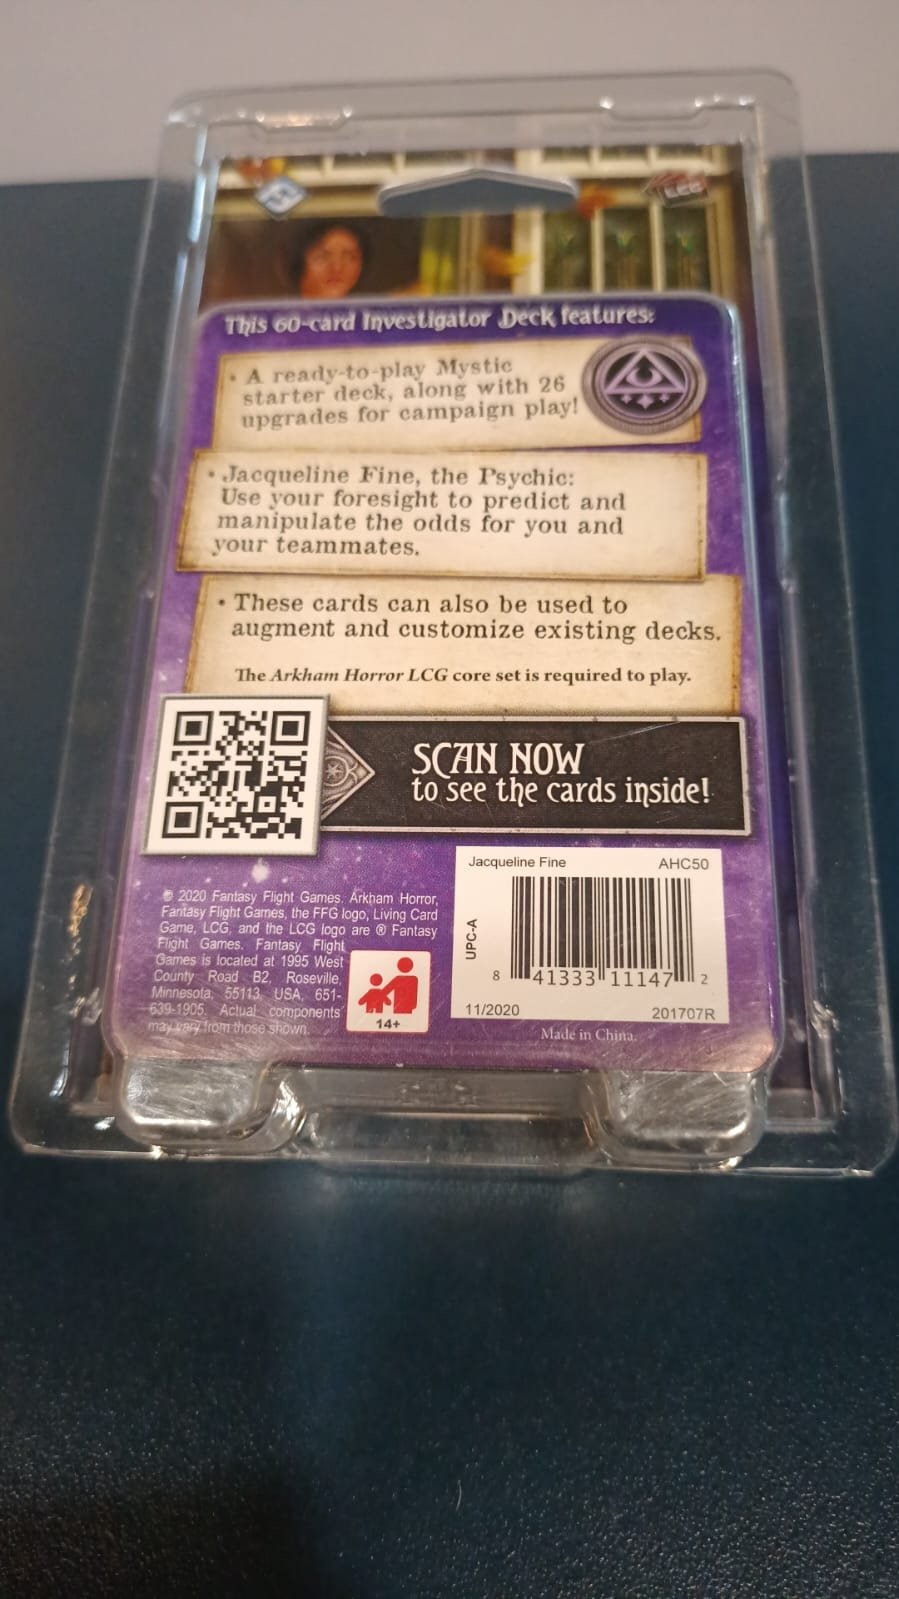 LCG
This 60-card Investigator Deck features:
• A ready-to-play Mystic
starter deck, along with 26
upgrades for campaign play!
• Jacqueline Fine, the Psychic:
Use your foresight to predict and
manipulate the odds for you and
your teammates.
• These cards can also be used to
augment and customize existing decks.
The Arkham Horror LCG core set is required to play.
SCAN NOW
to see the cards inside!
© 2020 Fantasy Flight Games. Arkham Horror,
Fantasy Flight Games, the FFG logo, Living Card
Game, LCG, and the LCG logo are ® Fantasy
Flight Games. Fantasy Flight
Games is located at 1995 West
County Road B2, Roseville,
Minnesota, 55113, USA, 651-
639-1905. Actual components
may vary from those shown.
14+
Jacqueline Fine AHC50
UPC-A
8 41333 11147 2
11/2020 201707R
Made in China.